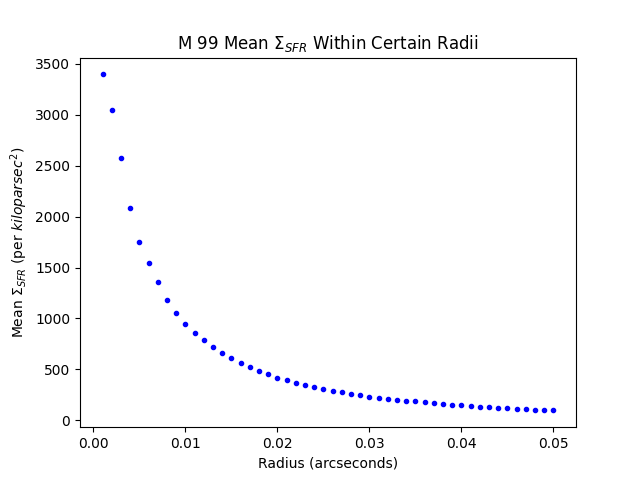 M 99 Mean Σ_SFR Within Certain Radii
3500
3000
2500
2000
1500
1000
500
0
Mean Σ_SFR (per kiloparsec²)
0.00 0.01 0.02 0.03 0.04 0.05
Radius (arcseconds)